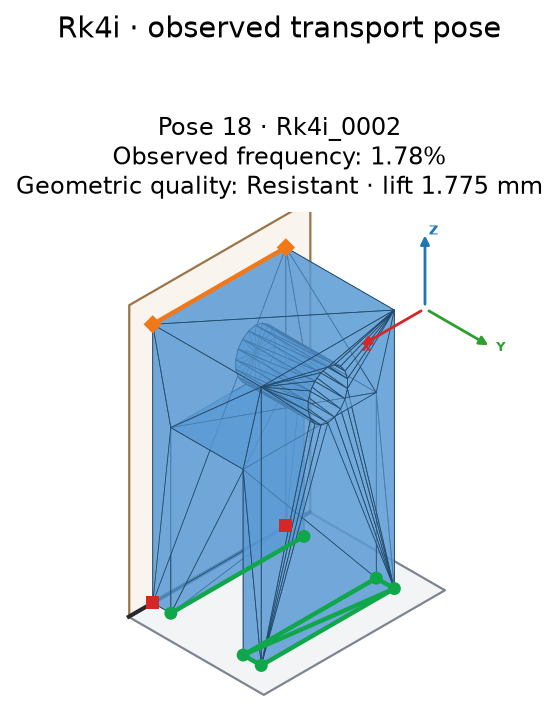 Rk4i · observed transport pose
Pose 18 · Rk4i_0002
Observed frequency: 1.78%
Geometric quality: Resistant · lift 1.775 mm
Z
X
Y